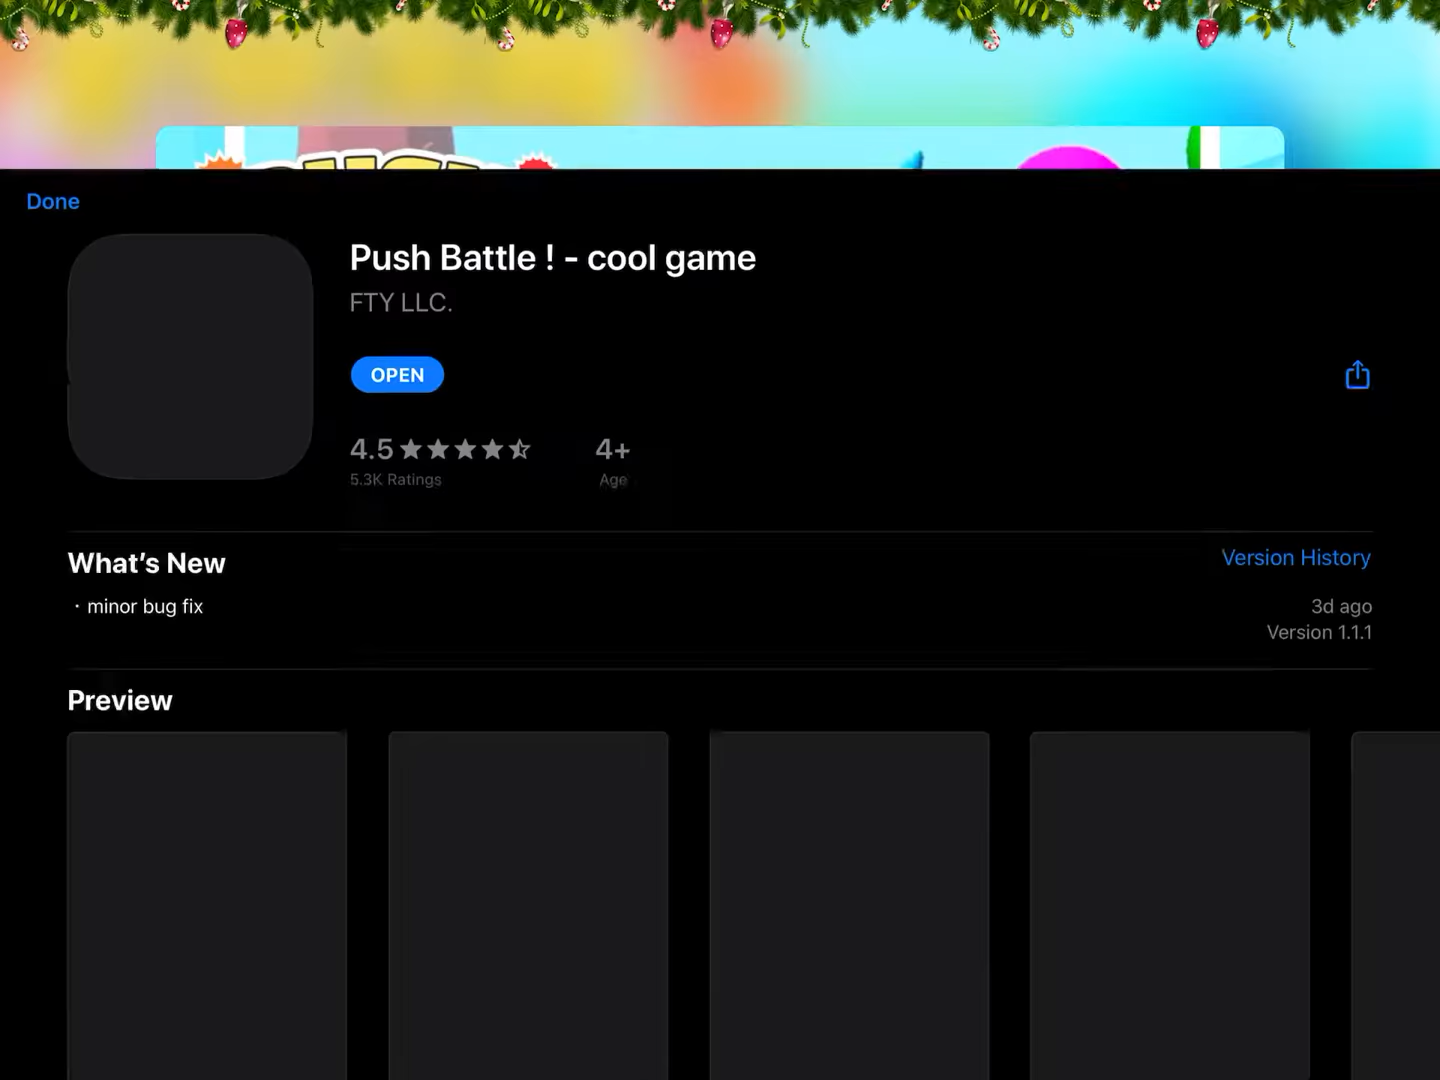 Done
Push Battle ! - cool game
FTY LLC.
OPEN
4.5
4+
5.3K Ratings
Age
What's New
Version History
· minor bug fix
3d ago
Version 1.1.1
Preview